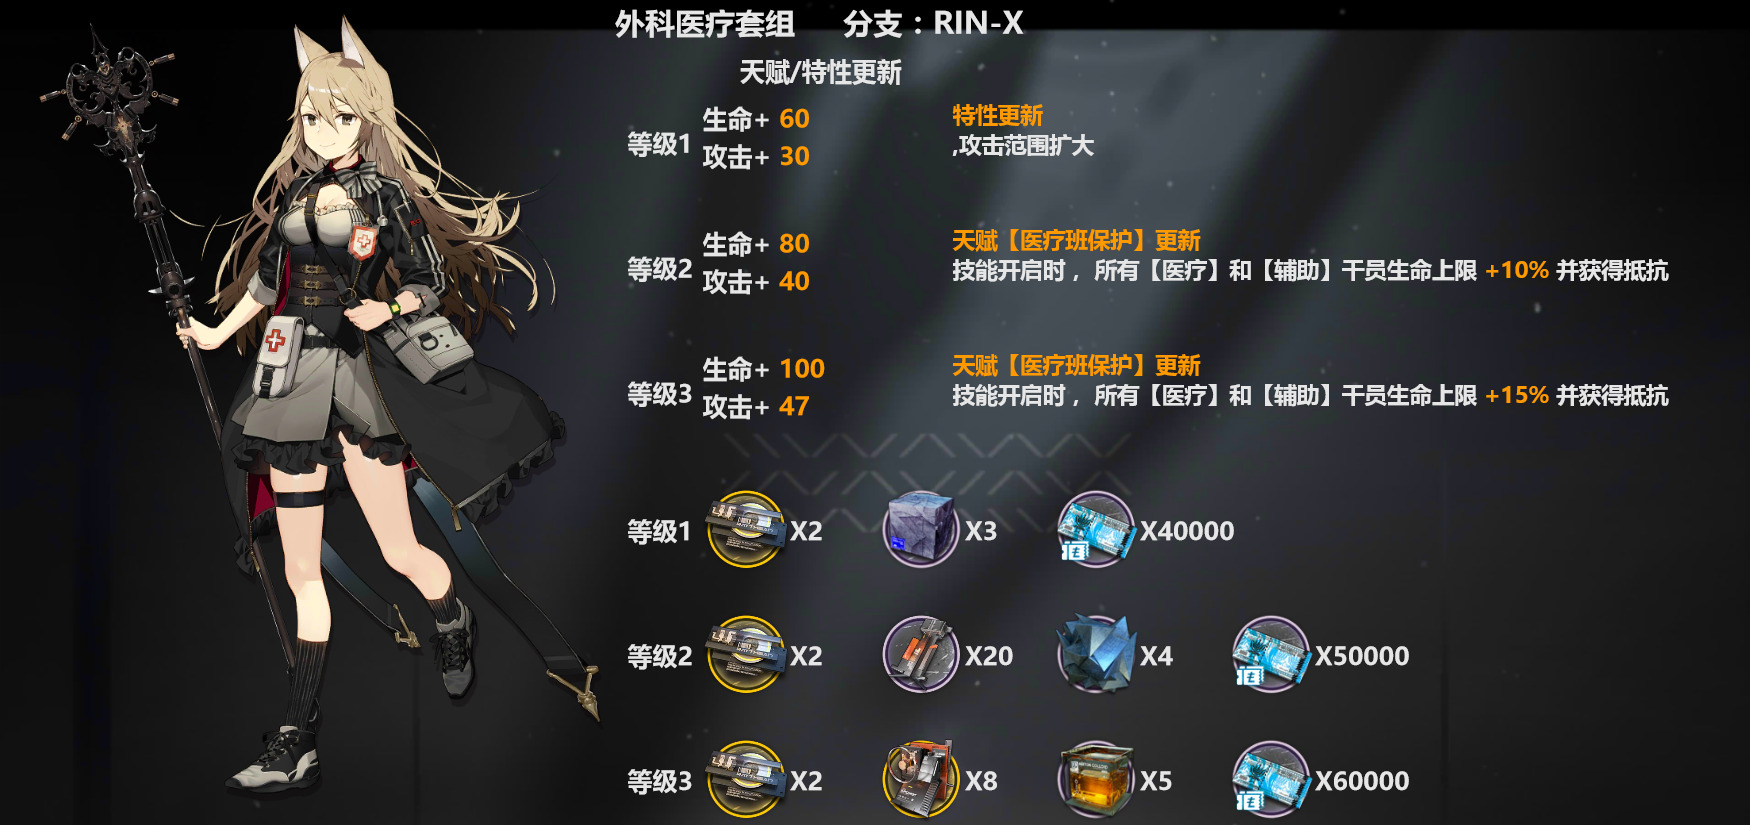 外科医疗套组 分支：RIN-X
天赋/特性更新
等级1
生命+ 60
攻击+ 30
特性更新
,攻击范围扩大
等级2
生命+ 80
攻击+ 40
天赋【医疗班保护】更新
技能开启时，所有【医疗】和【辅助】干员生命上限 +10% 并获得抵抗
等级3
生命+ 100
攻击+ 47
天赋【医疗班保护】更新
技能开启时，所有【医疗】和【辅助】干员生命上限 +15% 并获得抵抗
等级1 X2 X3 X40000
等级2 X2 X20 X4 X50000
等级3 X2 X8 X5 X60000